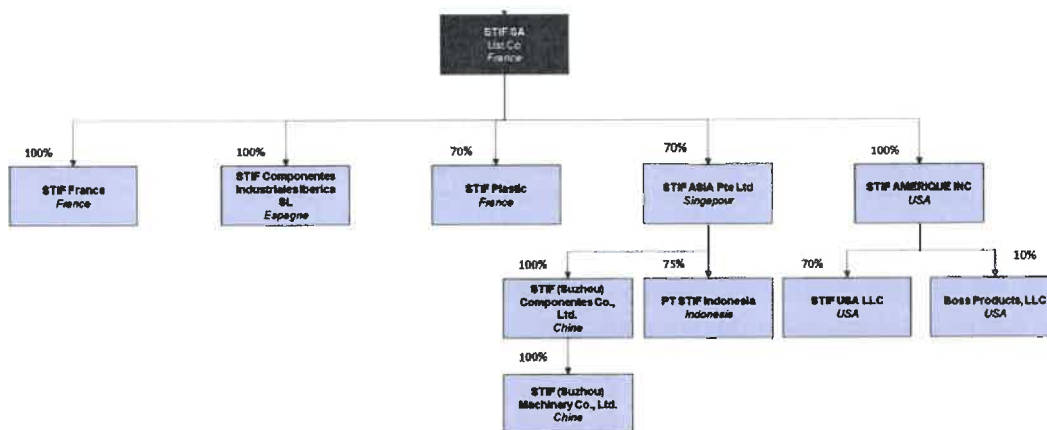 STIF SA
List Co
France
100%
100%
70%
70%
100%
STIF France
France
STIF Componentes
Industriales Iberica
SL
Espagne
STIF Plastic
France
STIF ASIA Pte Ltd
Singapour
STIF AMERIQUE INC
USA
100%
75%
70%
10%
STIF (Suzhou)
Componentes Co.,
Ltd.
Chine
PT STIF Indonesia
Indonesia
STIF USA LLC
USA
Boss Products, LLC
USA
100%
STIF (Suzhou)
Machinery Co., Ltd.
Chine